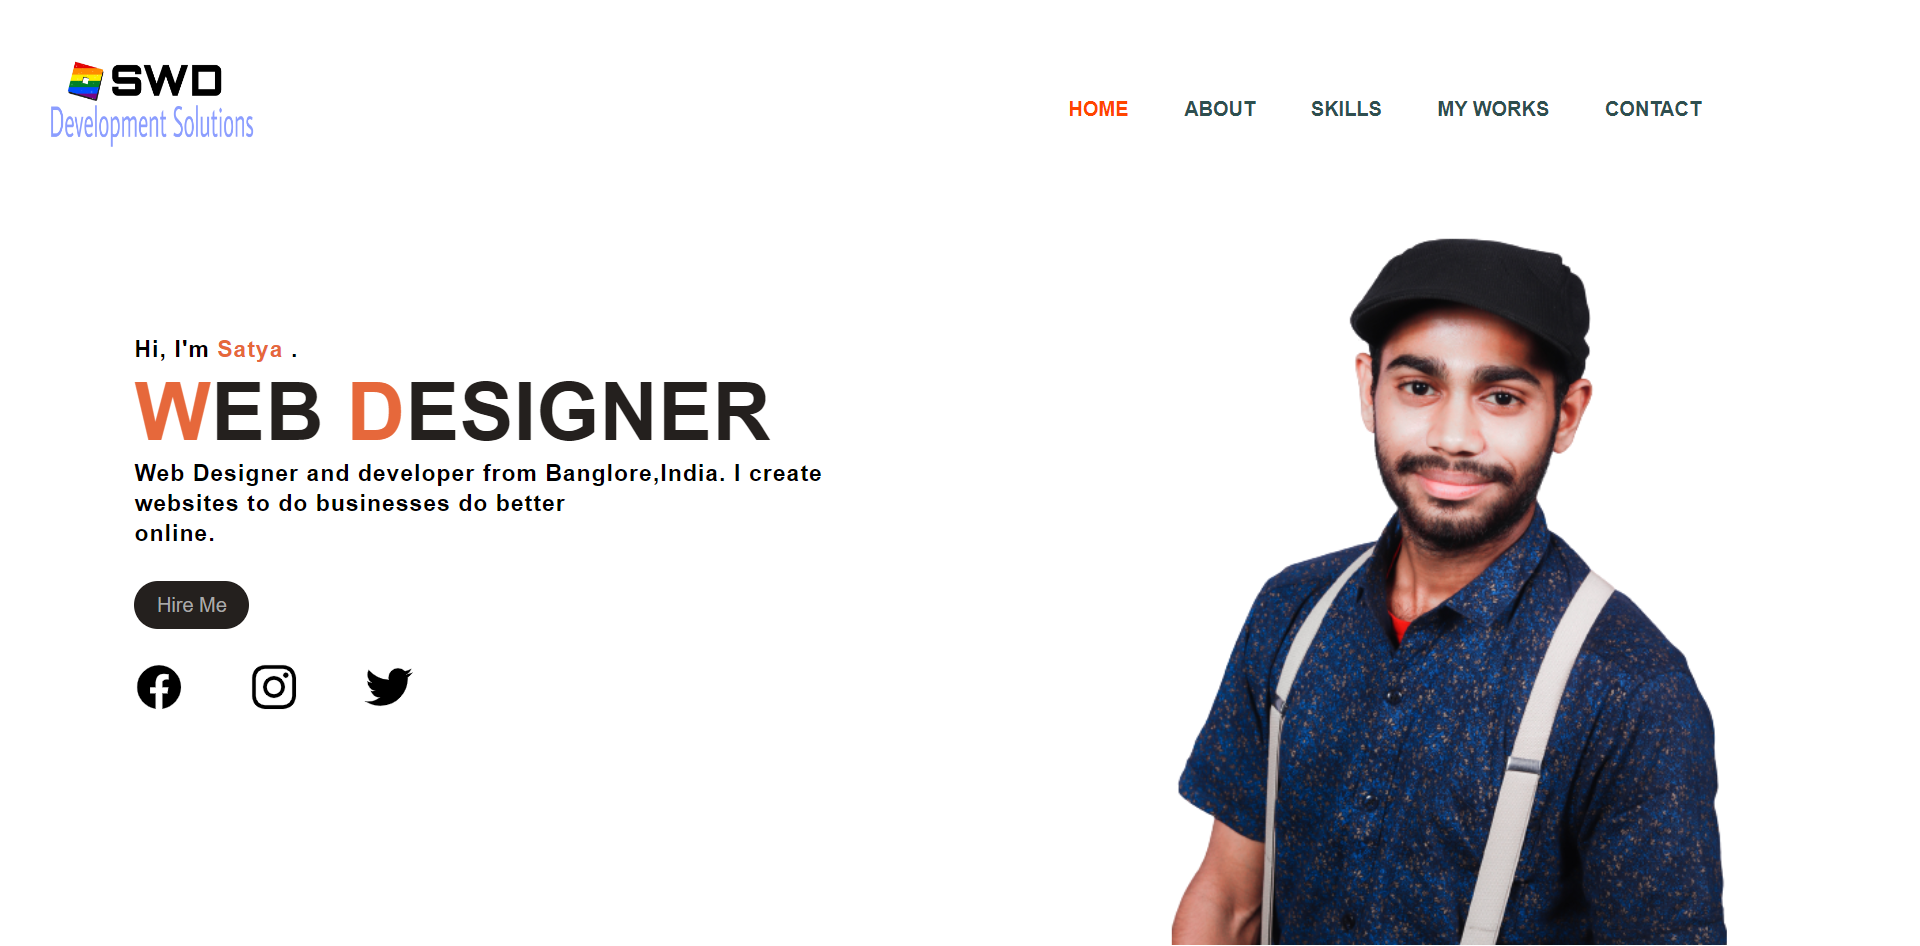 SWD
Development Solutions
HOME ABOUT SKILLS MY WORKS CONTACT
Hi, I'm Satya .
WEB DESIGNER
Web Designer and developer from Banglore,India. I create
websites to do businesses do better
online.
Hire Me